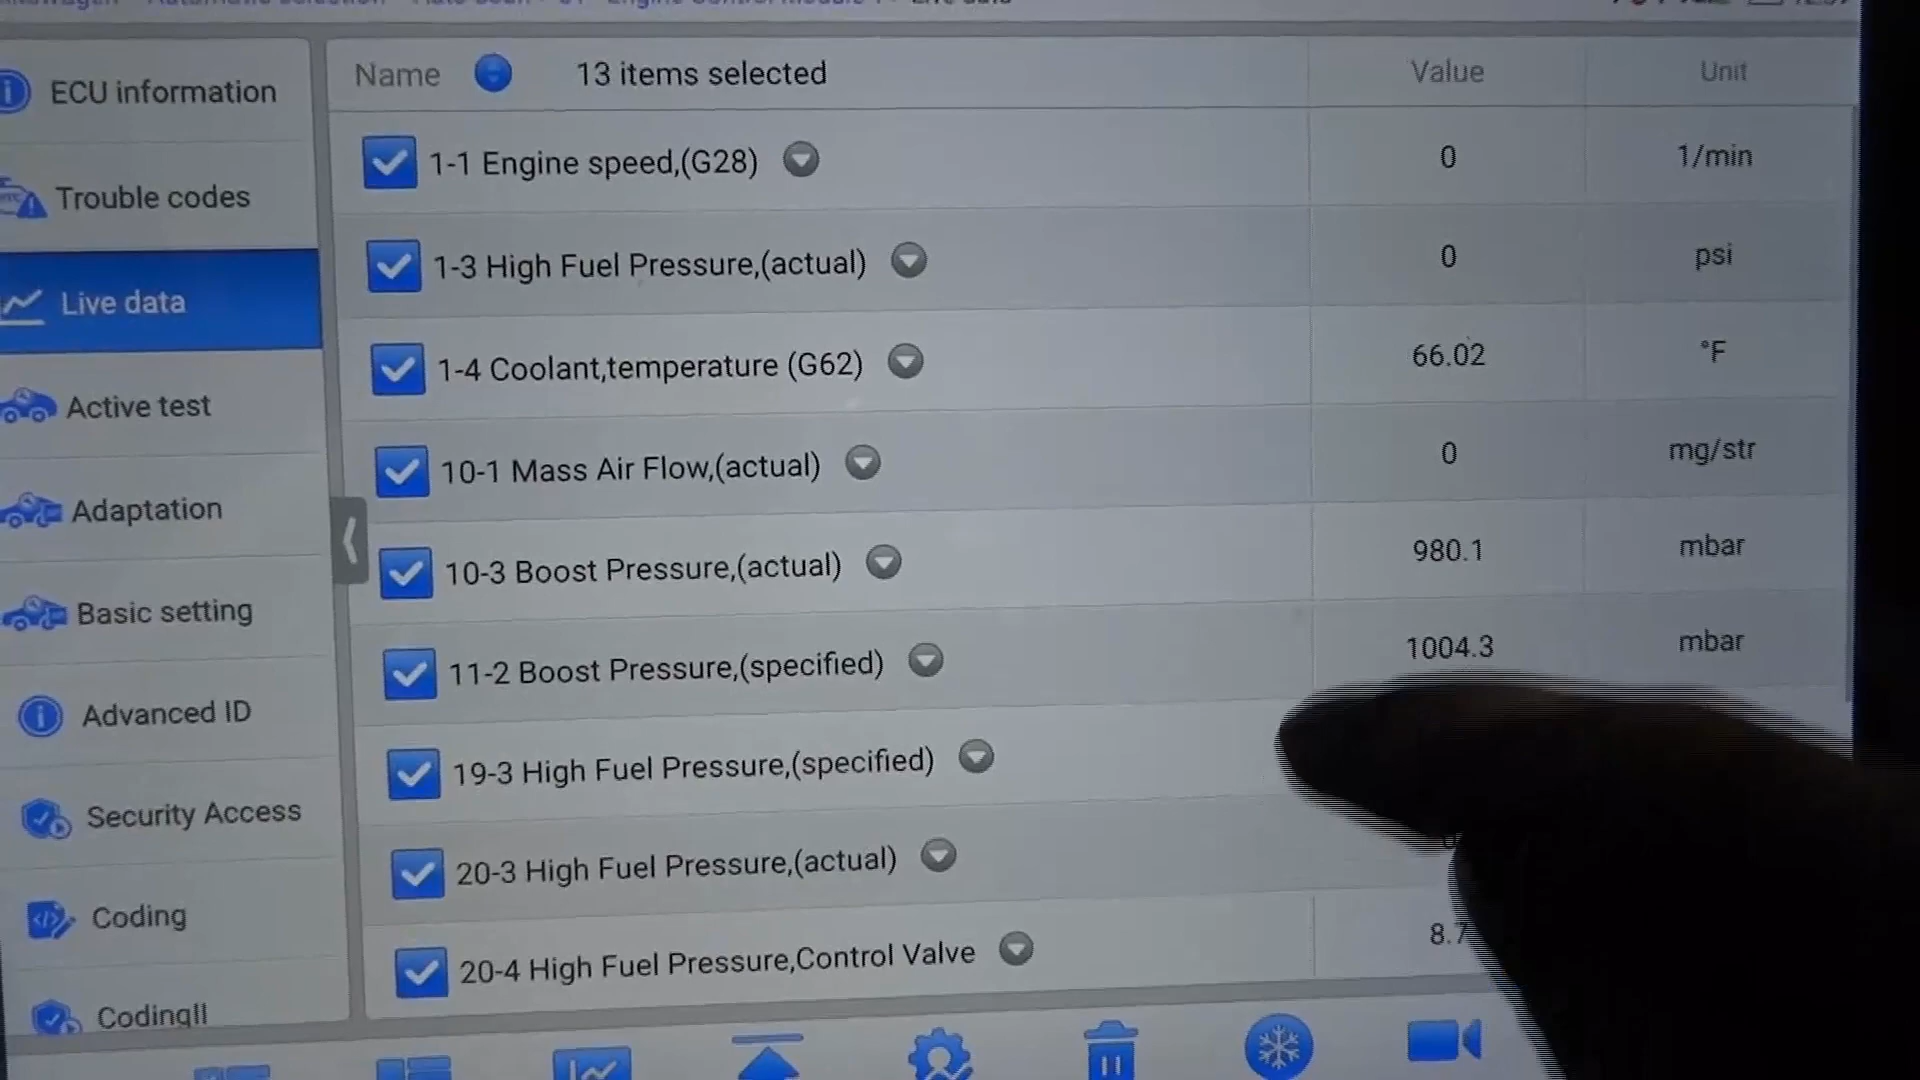 Live data
ECU information
Trouble codes
Live data
Active test
Adaptation
Basic setting
Advanced ID
Security Access
Coding
CodingII
Name 13 items selected Value Unit
1-1 Engine speed,(G28) 0 1/min
1-3 High Fuel Pressure,(actual) 0 psi
1-4 Coolant,temperature (G62) 66.02 °F
10-1 Mass Air Flow,(actual) 0 mg/str
10-3 Boost Pressure,(actual) 980.1 mbar
11-2 Boost Pressure,(specified) 1004.3 mbar
19-3 High Fuel Pressure,(specified)
20-3 High Fuel Pressure,(actual)
20-4 High Fuel Pressure,Control Valve 8.7